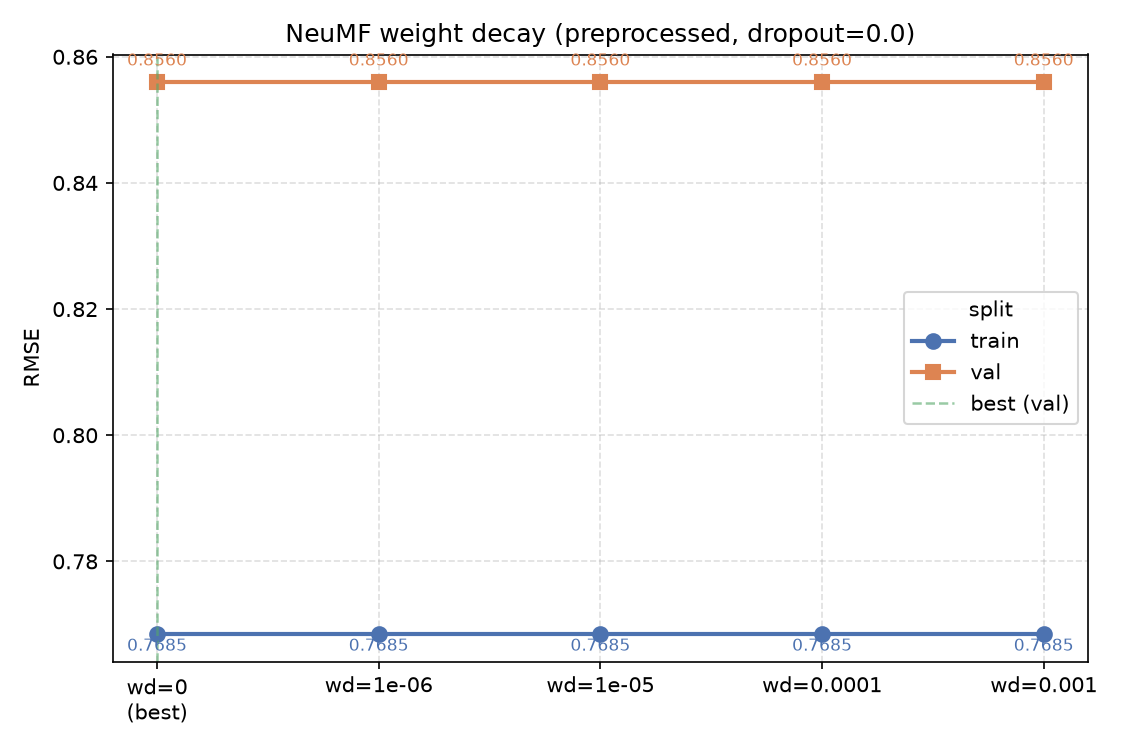 NeuMF weight decay (preprocessed, dropout=0.0)
0.86
0.84
0.82
0.80
0.78
RMSE
0.8560 0.8560 0.8560 0.8560 0.8560
split
train
val
best (val)
0.7685 0.7685 0.7685 0.7685 0.7685
wd=0 wd=1e-06 wd=1e-05 wd=0.0001 wd=0.001
(best)